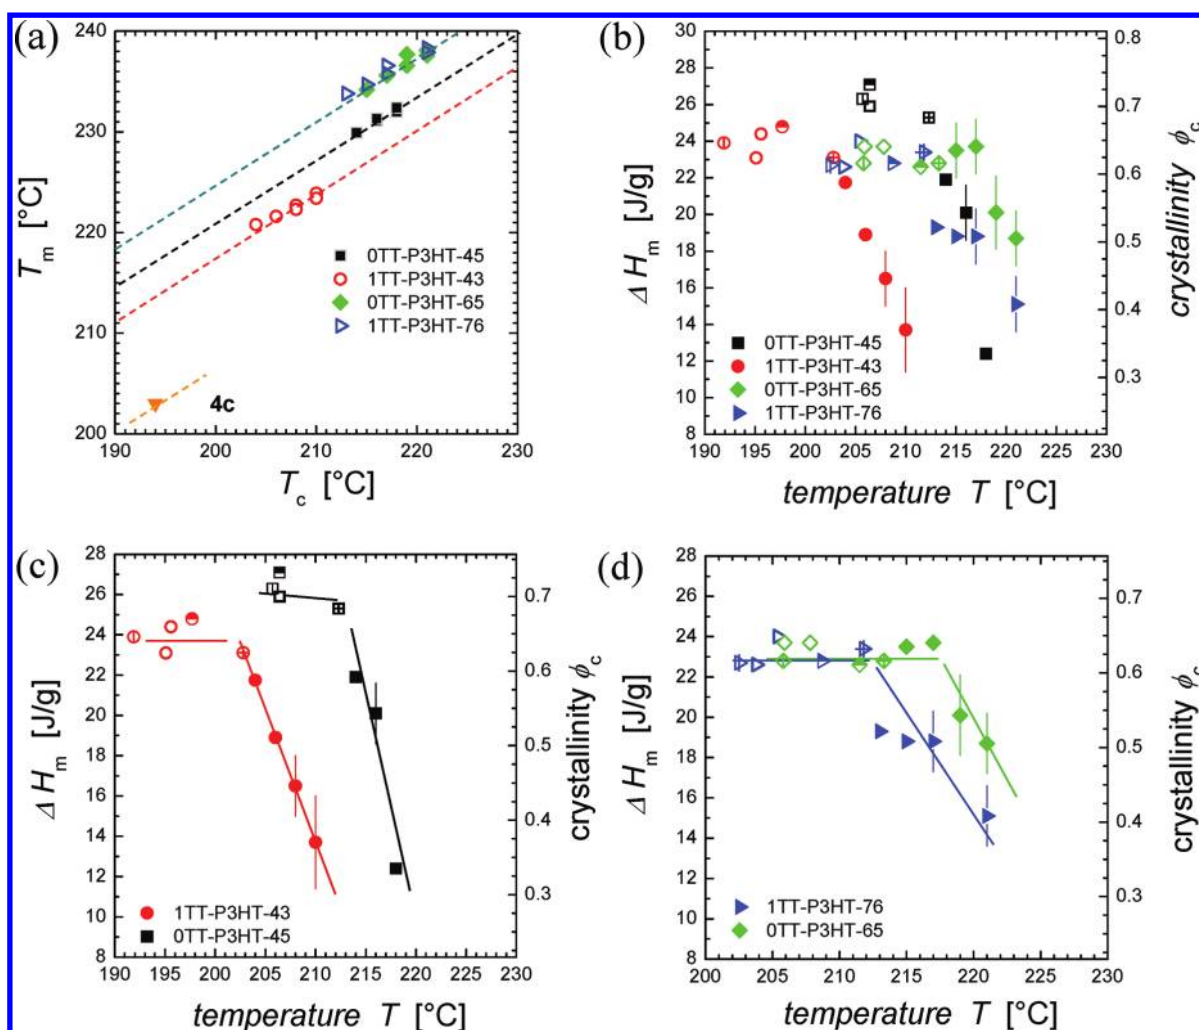 (a)
240
230
220
210
200
T_m [°C]
0TT-P3HT-45
1TT-P3HT-43
0TT-P3HT-65
1TT-P3HT-76
4c
190 200 210 220 230
T_c [°C]
(b)
30
28
26
24
22
20
18
16
14
12
10
8
Δ H_m [J/g]
0.8
0.7
0.6
0.5
0.4
0.3
crystallinity ϕ_c
0TT-P3HT-45
1TT-P3HT-43
0TT-P3HT-65
1TT-P3HT-76
190 195 200 205 210 215 220 225 230
temperature T [°C]
(c)
28
26
24
22
20
18
16
14
12
10
8
Δ H_m [J/g]
0.7
0.6
0.5
0.4
0.3
crystallinity ϕ_c
1TT-P3HT-43
0TT-P3HT-45
190 195 200 205 210 215 220 225 230
temperature T [°C]
(d)
28
26
24
22
20
18
16
14
12
10
8
Δ H_m [J/g]
0.7
0.6
0.5
0.4
0.3
crystallinity ϕ_c
1TT-P3HT-76
0TT-P3HT-65
200 205 210 215 220 225 230
temperature T [°C]